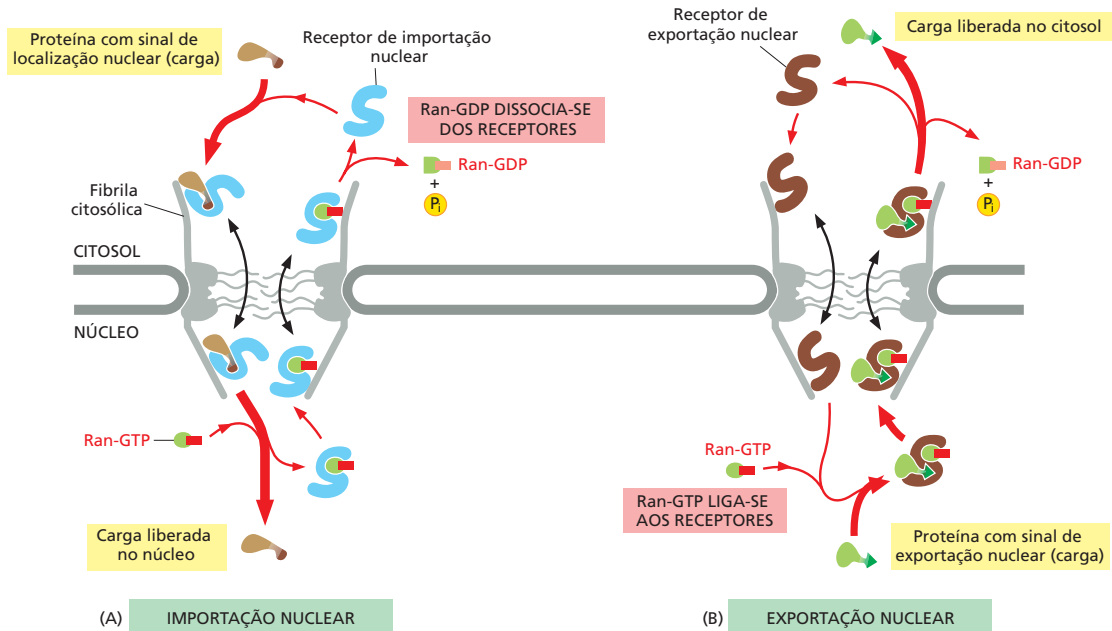 Proteína com sinal de
localização nuclear (carga)
Receptor de importação
nuclear
Ran-GDP DISSOCIA-SE
DOS RECEPTORES
Ran-GDP
+
Pi
Fibrila
citosólica
CITOSOL
NÚCLEO
Ran-GTP
Carga liberada
no núcleo
(A) IMPORTAÇÃO NUCLEAR
Receptor de
exportação nuclear
Carga liberada no citosol
Ran-GDP
+
Pi
Ran-GTP
Ran-GTP LIGA-SE
AOS RECEPTORES
Proteína com sinal de
exportação nuclear (carga)
(B) EXPORTAÇÃO NUCLEAR